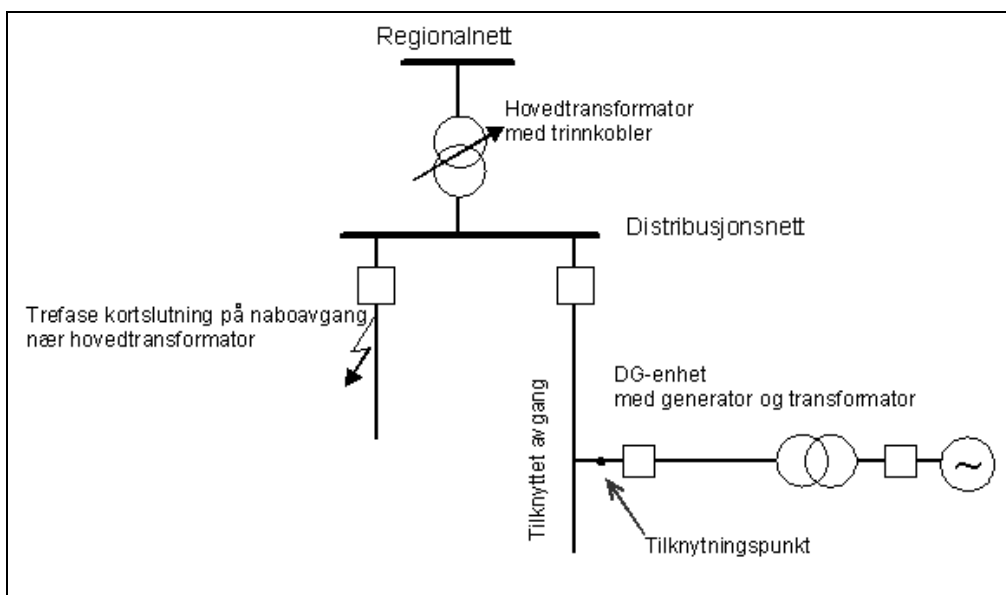 Regionalnett
Hovedtransformator
med trinnkobler
Distribusjonsnett
Trefase kortslutning på naboavgang
nær hovedtransformator
DG-enhet
med generator og transformator
Tilknyttet avgang
~
Tilknytningspunkt